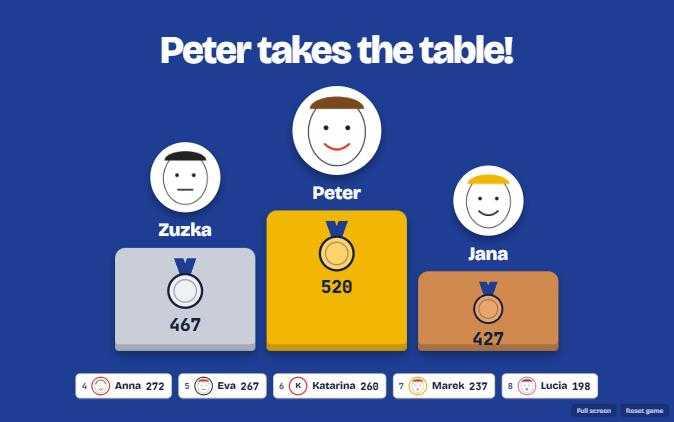 Peter takes the table!
Peter
Zuzka
Jana
520
467
427
4 Anna 272
5 Eva 267
6 K Katarina 260
7 Marek 237
8 Lucia 198
Full screen
Reset game